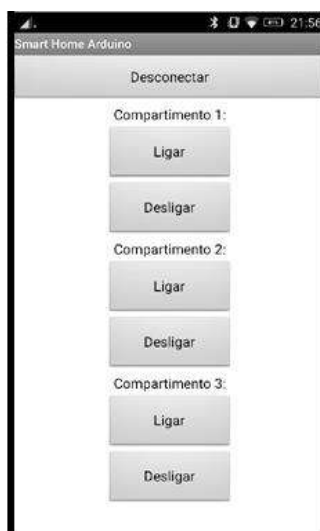 21:56
Smart Home Arduino
Desconectar
Compartimento 1:
Ligar
Desligar
Compartimento 2:
Ligar
Desligar
Compartimento 3:
Ligar
Desligar